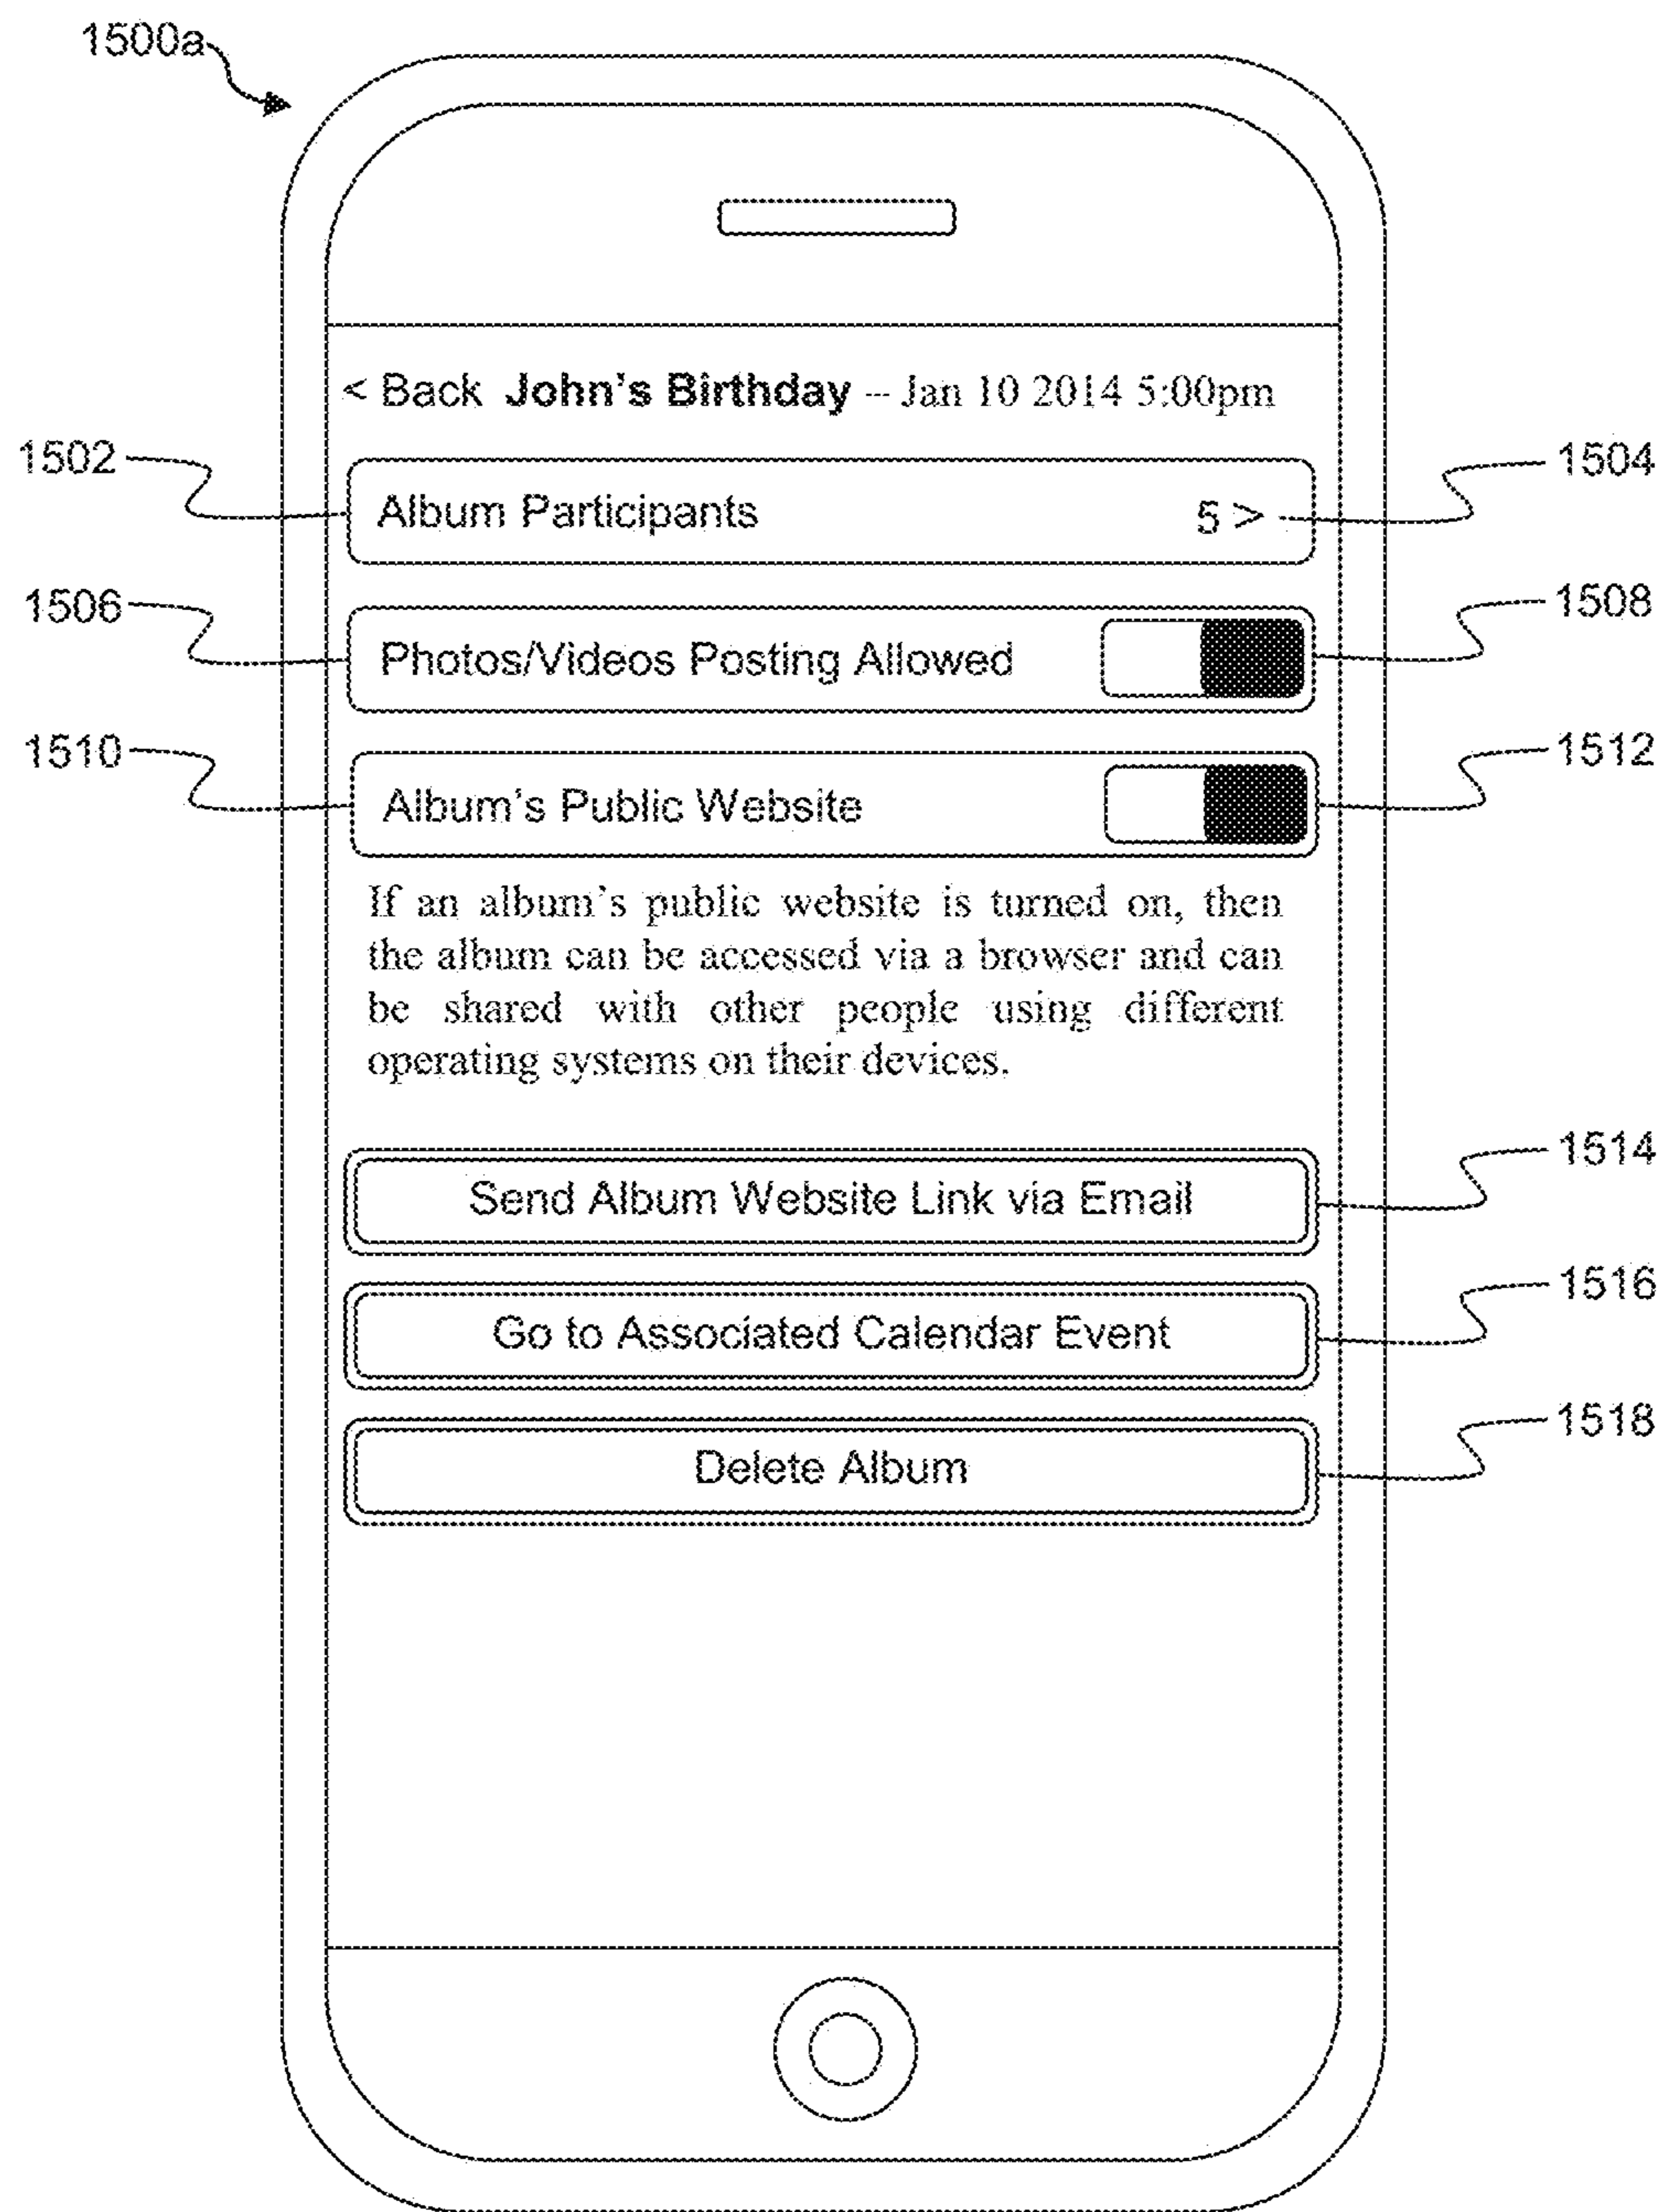 1500a
< Back John's Birthday -- Jan 10 2014 5:00pm
1502
Album Participants 5 >
1504
1506
Photos/Videos Posting Allowed
1508
1510
Album's Public Website
1512
If an album's public website is turned on, then
the album can be accessed via a browser and can
be shared with other people using different
operating systems on their devices.
Send Album Website Link via Email
1514
Go to Associated Calendar Event
1516
Delete Album
1518